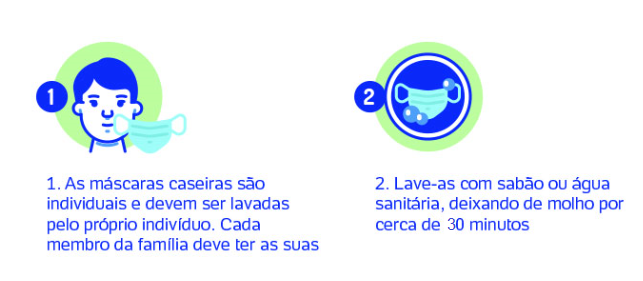 1
2
1. As máscaras caseiras são
individuais e devem ser lavadas
pelo próprio indivíduo. Cada
membro da família deve ter as suas
2. Lave-as com sabão ou água
sanitária, deixando de molho por
cerca de 30 minutos